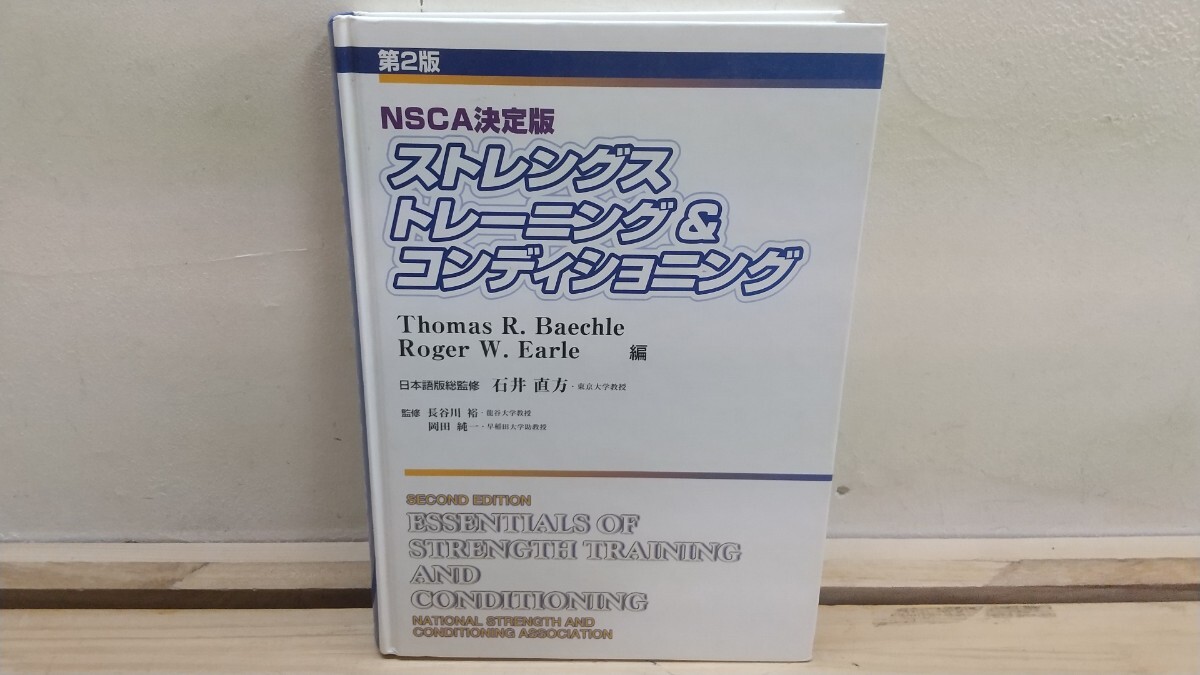 第2版
NSCA決定版
ストレングス
トレーニング&
コンディショニング
Thomas R. Baechle
Roger W. Earle 編
日本語版総監修 石井 直方・東京大学教授
監修 長谷川 裕・龍谷大学教授
岡田 純一・早稲田大学助教授
SECOND EDITION
ESSENTIALS OF
STRENGTH TRAINING
AND
CONDITIONING
NATIONAL STRENGTH AND
CONDITIONING ASSOCIATION